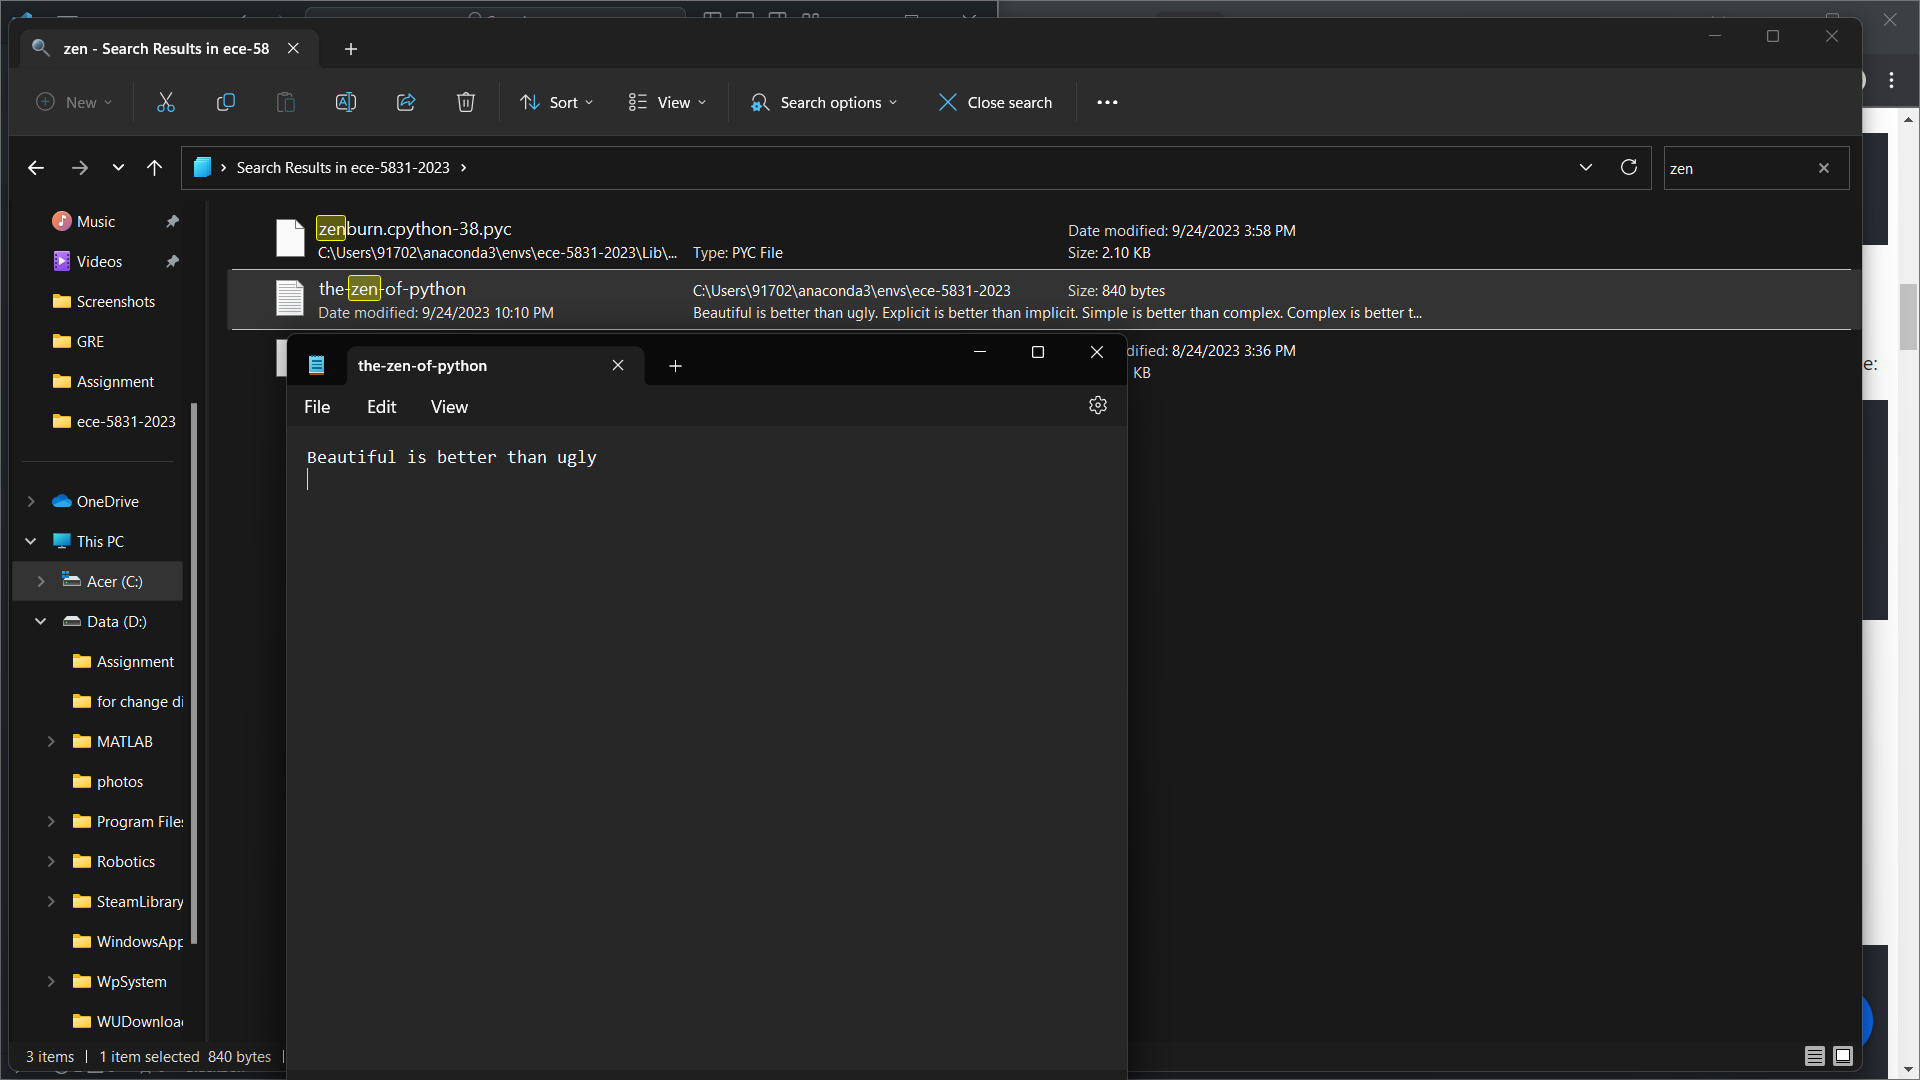 zen - Search Results in ece-58
New
Sort
View
Search options
Close search
Search Results in ece-5831-2023
zen
Music
Videos
Screenshots
GRE
Assignment
ece-5831-2023
OneDrive
This PC
Acer (C:)
Data (D:)
Assignment
for change di
MATLAB
photos
Program Files
Robotics
SteamLibrary
WindowsApp
WpSystem
WUDownloa
zenburn.cpython-38.pyc
C:\Users\91702\anaconda3\envs\ece-5831-2023\Lib\...
Type: PYC File
Date modified: 9/24/2023 3:58 PM
Size: 2.10 KB
the-zen-of-python
Date modified: 9/24/2023 10:10 PM
C:\Users\91702\anaconda3\envs\ece-5831-2023
Size: 840 bytes
Beautiful is better than ugly. Explicit is better than implicit. Simple is better than complex. Complex is better t...
dified: 8/24/2023 3:36 PM
KB
the-zen-of-python
File Edit View
Beautiful is better than ugly
e:
3 items
1 item selected 840 bytes